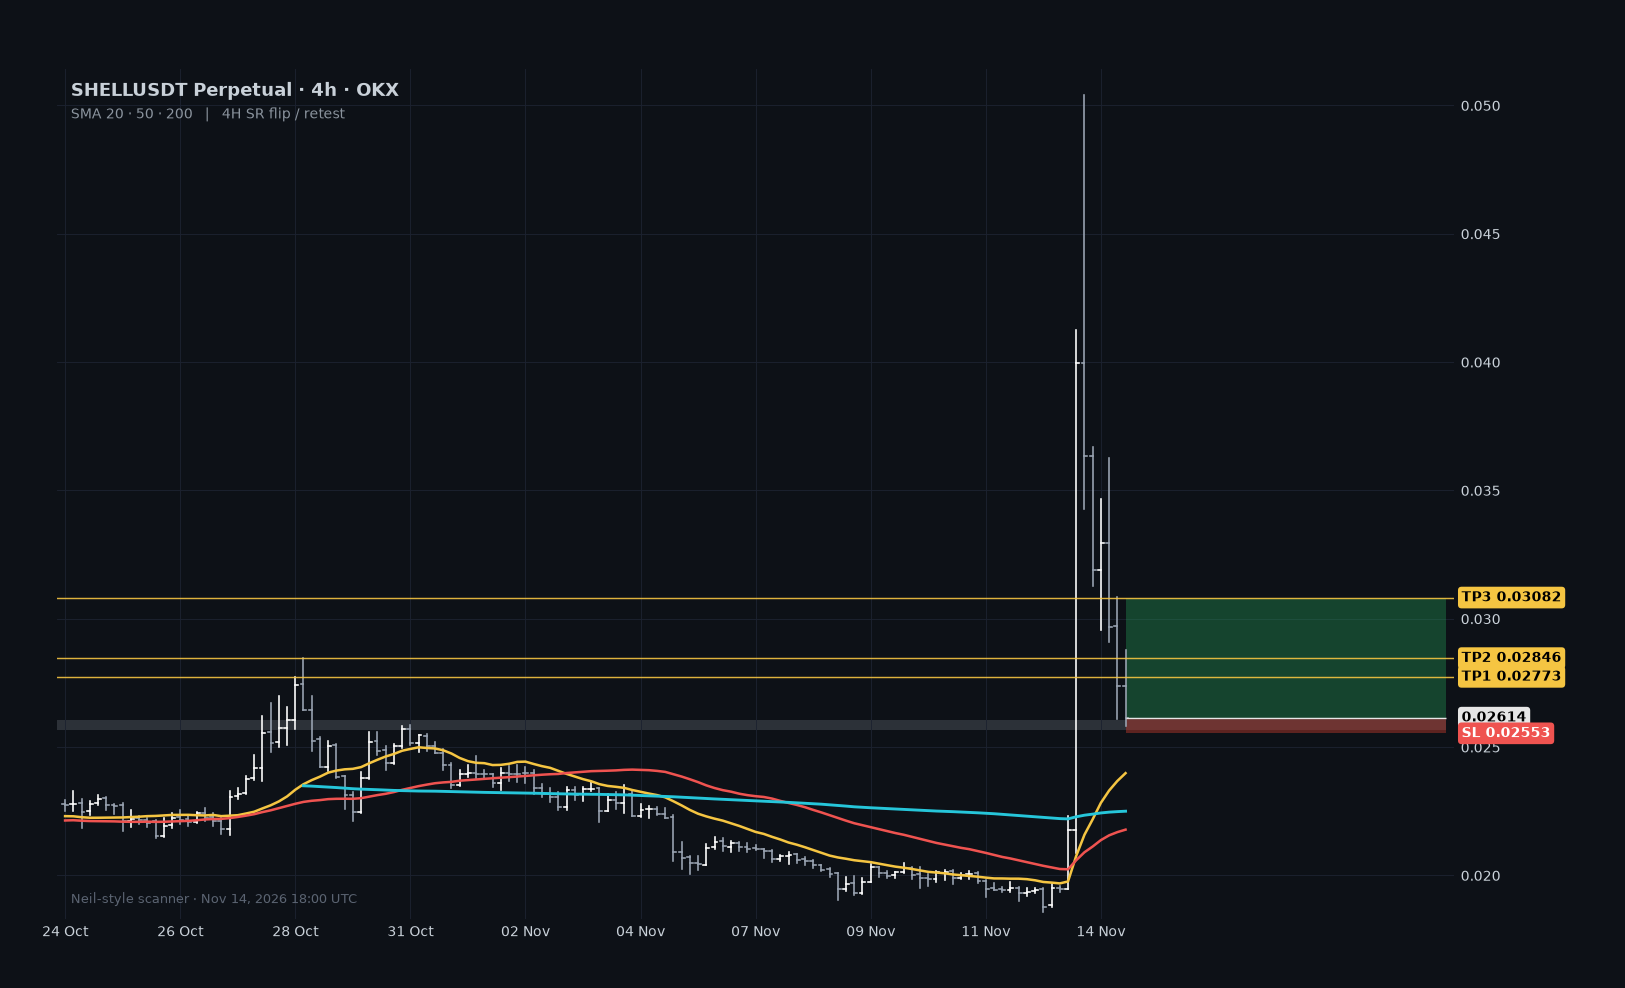 SHELLUSDT Perpetual · 4h · OKX
SMA 20 · 50 · 200   |   4H SR flip / retest
0.050
0.045
0.040
0.035
TP3 0.03082
0.030
TP2 0.02846
TP1 0.02773
0.02614
SL 0.02553
0.025
0.020
Neil-style scanner · Nov 14, 2026 18:00 UTC
24 Oct 26 Oct 28 Oct 31 Oct 02 Nov 04 Nov 07 Nov 09 Nov 11 Nov 14 Nov